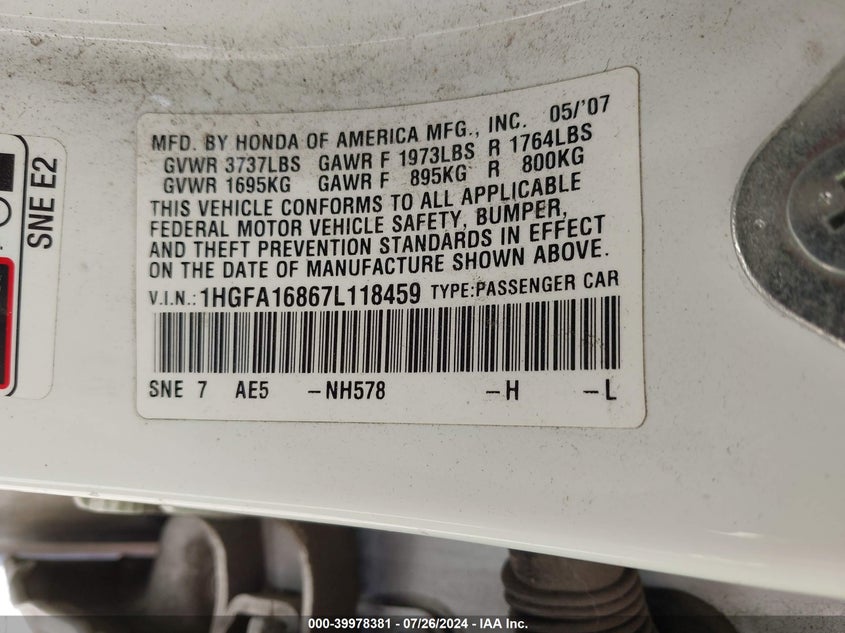 MFD. BY HONDA OF AMERICA MFG., INC. 05/'07
GVWR 3737LBS GAWR F 1973LBS R 1764LBS
GVWR 1695KG GAWR F 895KG R 800KG
THIS VEHICLE CONFORMS TO ALL APPLICABLE
FEDERAL MOTOR VEHICLE SAFETY, BUMPER,
AND THEFT PREVENTION STANDARDS IN EFFECT
ON THE DATE OF MANUFACTURE SHOWN ABOVE.
V.I.N.: 1HGFA16867L118459 TYPE:PASSENGER CAR
SNE 7 AE5 –NH578 –H –L
SNE E2
000-39978381 - 07/26/2024 - IAA Inc.